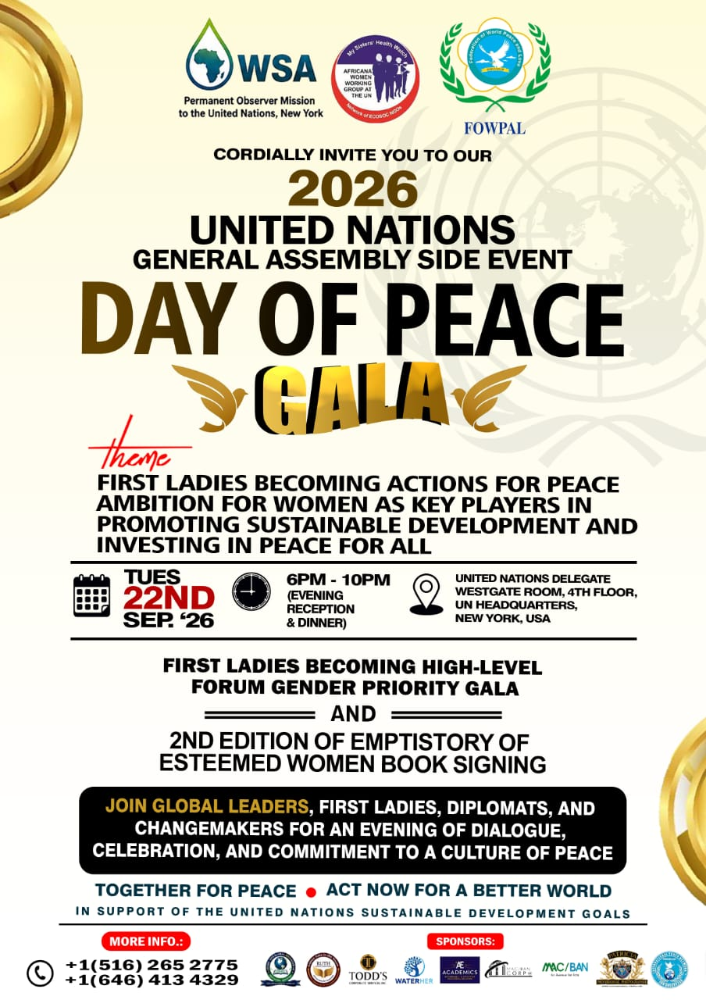 WSA
Permanent Observer Mission
to the United Nations, New York
My Sisters' Health Watch
AFRICANA
WOMEN
WORKING
GROUP AT
THE UN
Network of ECOSOC NGOs
Federation of World Peace and Love
FOWPAL
CORDIALLY INVITE YOU TO OUR
2026
UNITED NATIONS
GENERAL ASSEMBLY SIDE EVENT
DAY OF PEACE
GALA
theme
FIRST LADIES BECOMING ACTIONS FOR PEACE
AMBITION FOR WOMEN AS KEY PLAYERS IN
PROMOTING SUSTAINABLE DEVELOPMENT AND
INVESTING IN PEACE FOR ALL
TUES
22ND
SEP. ‘26
6PM - 10PM
(EVENING
RECEPTION
& DINNER)
UNITED NATIONS DELEGATE
WESTGATE ROOM, 4TH FLOOR,
UN HEADQUARTERS,
NEW YORK, USA
FIRST LADIES BECOMING HIGH-LEVEL
FORUM GENDER PRIORITY GALA
AND
2ND EDITION OF EMPTISTORY OF
ESTEEMED WOMEN BOOK SIGNING
JOIN GLOBAL LEADERS, FIRST LADIES, DIPLOMATS, AND
CHANGEMAKERS FOR AN EVENING OF DIALOGUE,
CELEBRATION, AND COMMITMENT TO A CULTURE OF PEACE
TOGETHER FOR PEACE • ACT NOW FOR A BETTER WORLD
IN SUPPORT OF THE UNITED NATIONS SUSTAINABLE DEVELOPMENT GOALS
MORE INFO.:
+1(516) 265 2775
+1(646) 413 4329
SPONSORS:
RUTH
TODD'S
CORPORATE SERVICES INC
WATERHER
AE
ACADEMICS
MAC/BAN
CORPH
MAC/BAN
PATRICIA